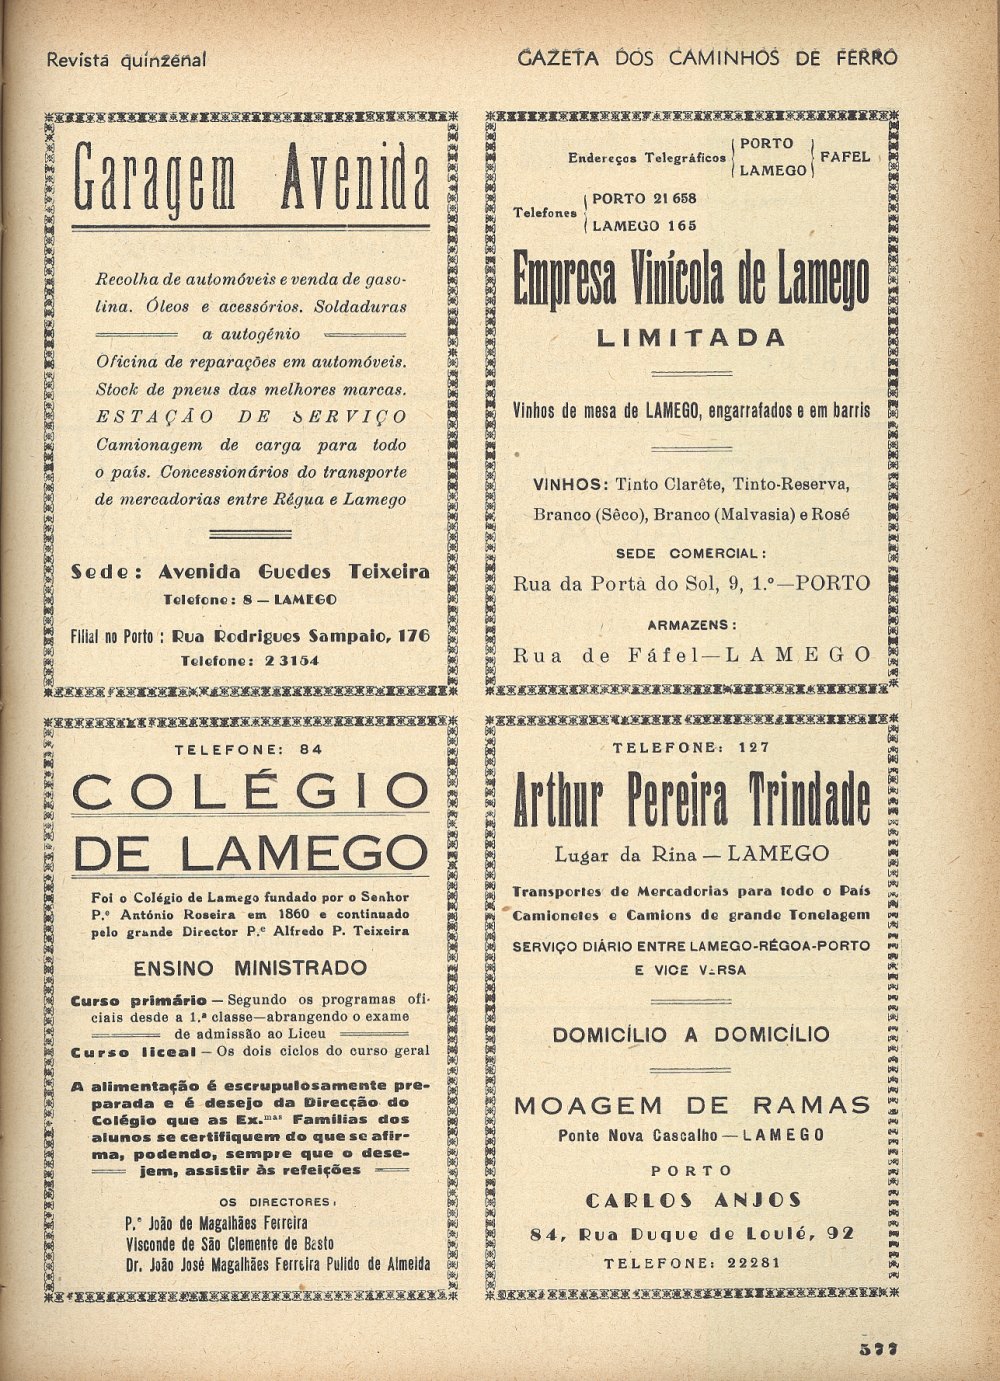 Revista quinzenal
GAZETA DOS CAMINHOS DE FERRO
Garagem Avenida
Recolha de automóveis e venda de gaso-
lina. Óleos e acessórios. Soldaduras
a autogénio
Oficina de reparações em automóveis.
Stock de pneus das melhores marcas.
ESTAÇÃO DE SERVIÇO
Camionagem de carga para todo
o país. Concessionários do transporte
de mercadorias entre Régua e Lamego
Sede: Avenida Guedes Teixeira
Telefone: 8 — LAMEGO
Filial no Porto: Rua Rodrigues Sampaio, 176
Telefone: 23154
Endereços Telegráficos PORTO LAMEGO FAFEL
Telefones PORTO 21658
LAMEGO 165
Empresa Vinícola de Lamego
LIMITADA
Vinhos de mesa de LAMEGO, engarrafados e em barris
VINHOS: Tinto Clarête, Tinto-Reserva,
Branco (Sêco), Branco (Malvasia) e Rosé
SEDE COMERCIAL:
Rua da Porta do Sol, 9, 1.º—PORTO
ARMAZENS:
Rua de Fáfel—LAMEGO
TELEFONE: 84
COLÉGIO
DE LAMEGO
Foi o Colégio de Lamego fundado por o Senhor
P.e António Roseira em 1860 e continuado
pelo grande Director P.e Alfredo P. Teixeira
ENSINO MINISTRADO
Curso primário — Segundo os programas ofi-
ciais desde a 1.ª classe—abrangendo o exame
de admissão ao Liceu
Curso liceal — Os dois ciclos do curso geral
A alimentação é escrupulosamente pre-
parada e é desejo da Direcção do
Colégio que as Ex.mas Famílias dos
alunos se certifiquem do que se afir-
ma, podendo, sempre que o dese-
jem, assistir às refeições
OS DIRECTORES:
P.e João de Magalhães Ferreira
Visconde de São Clemente de Basto
Dr. João José Magalhães Ferreira Pulido de Almeida
TELEFONE: 127
Arthur Pereira Trindade
Lugar da Rina — LAMEGO
Transportes de Mercadorias para todo o País
Camionetes e Camions de grande Tonelagem
SERVIÇO DIÁRIO ENTRE LAMEGO-RÉGOA-PORTO
E VICE VERSA
DOMICÍLIO A DOMICÍLIO
MOAGEM DE RAMAS
Ponte Nova Cascalho — LAMEGO
PORTO
CARLOS ANJOS
84, Rua Duque de Loulé, 92
TELEFONE: 22281
577